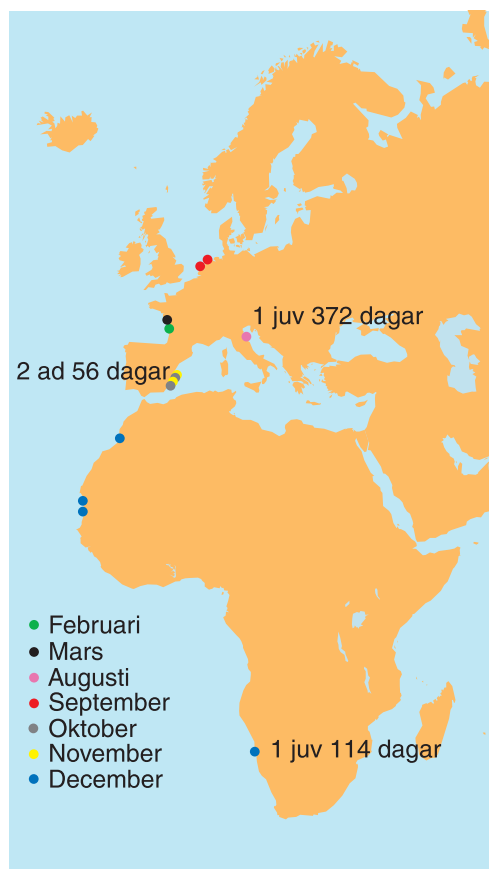 1 juv 372 dagar
2 ad 56 dagar
Februari
Mars
Augusti
September
Oktober
November
December
1 juv 114 dagar